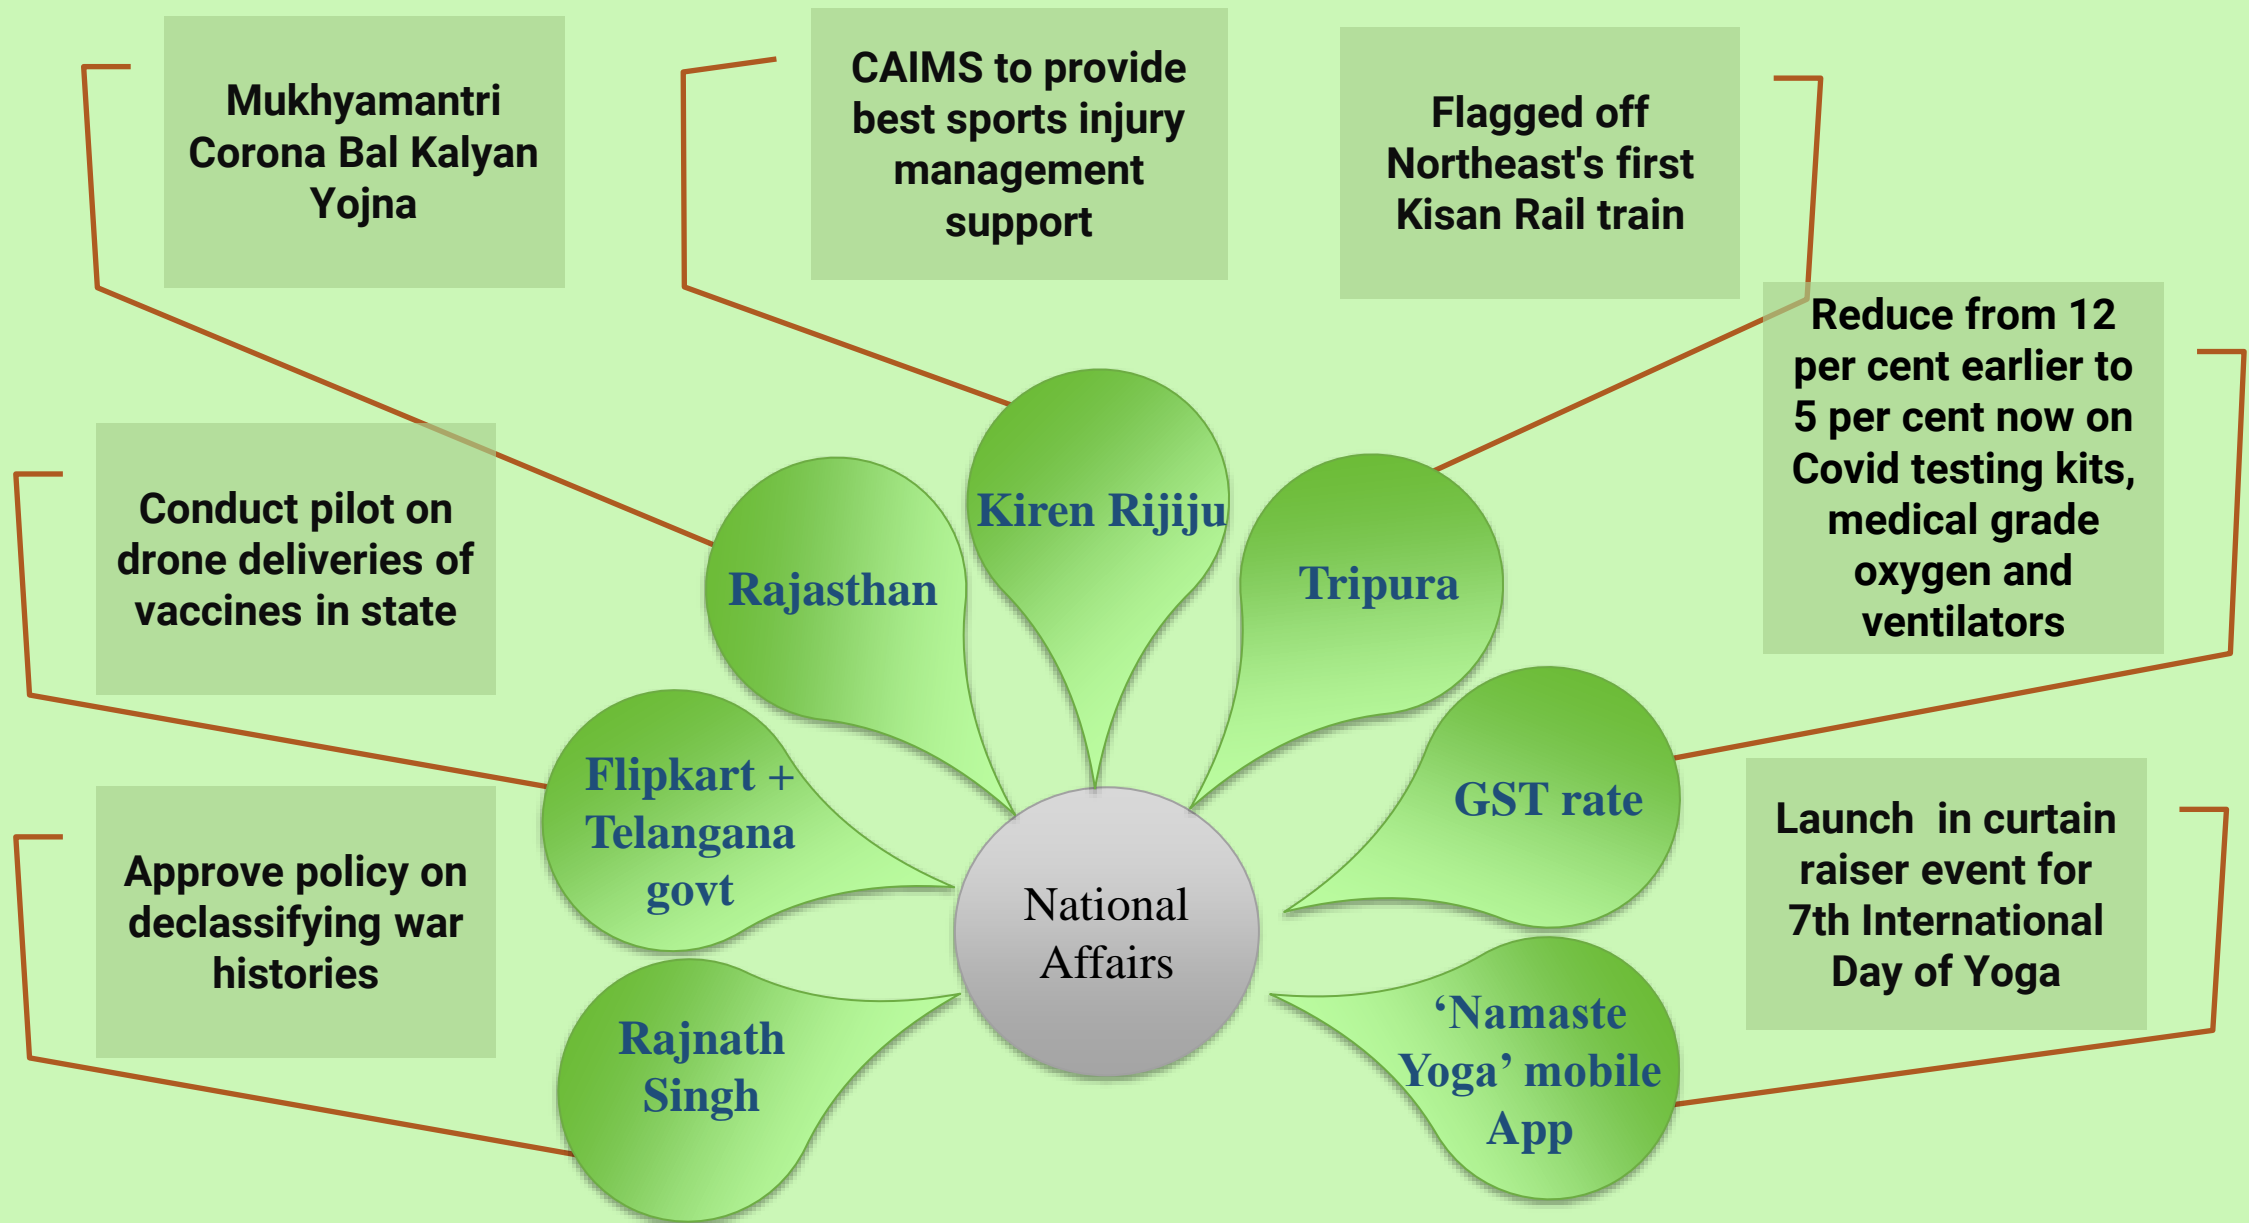 Mukhyamantri
Corona Bal Kalyan
Yojna
CAIMS to provide
best sports injury
management
support
Flagged off
Northeast's first
Kisan Rail train
Reduce from 12
per cent earlier to
5 per cent now on
Covid testing kits,
medical grade
oxygen and
ventilators
Conduct pilot on
drone deliveries of
vaccines in state
Kiren Rijiju
Rajasthan
Tripura
Flipkart +
Telangana
govt
GST rate
Approve policy on
declassifying war
histories
National
Affairs
Launch  in curtain
raiser event for
7th International
Day of Yoga
Rajnath
Singh
‘Namaste
Yoga’ mobile
App